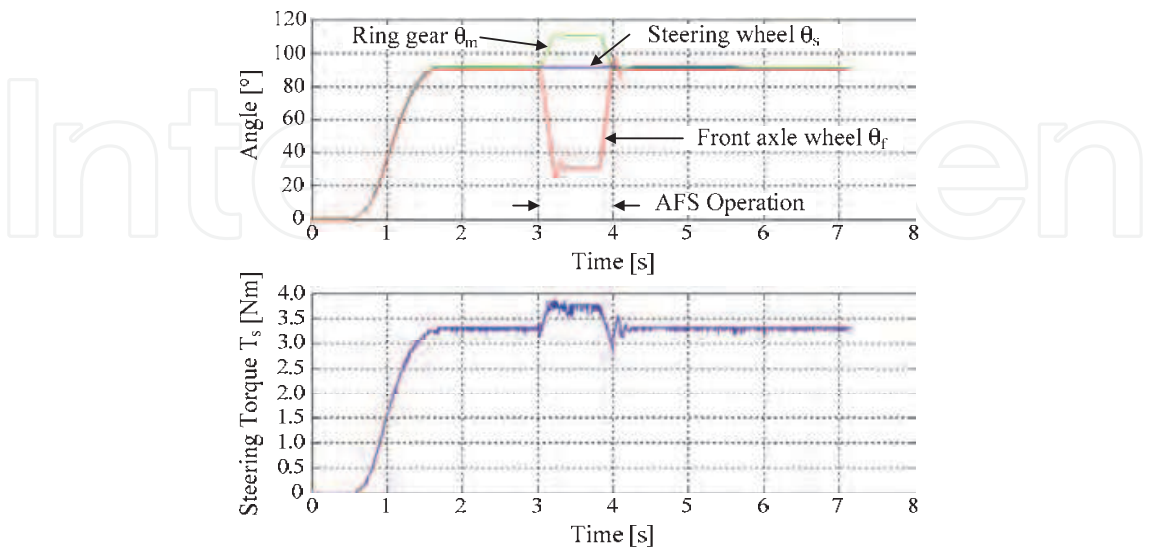 120
Ring gear θm
Steering wheel θs
100
80
Angle [°]
60
Front axle wheel θf
40
20
AFS Operation
0
0 1 2 3 4 5 6 7 8
Time [s]
4.0
3.5
3.0
2.5
Steering Torque Ts [Nm]
2.0
1.5
1.0
0.5
0
0 1 2 3 4 5 6 7 8
Time [s]